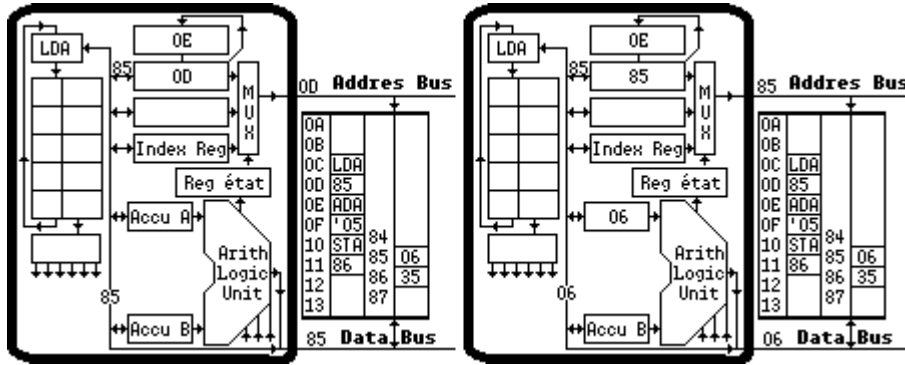 0E
LDA
85
0D
0D Addres Bus
MUX
Index Reg
Reg état
Accu A
Arith
Logic
Unit
85
Accu B
0A
0B
0C LDA
0D 85
0E ADA
0F '05
10 STA
11 86
12
13
84
85 06
86 35
87
85 Data Bus
0E
LDA
85
85
85 Addres Bus
MUX
Index Reg
Reg état
06
Arith
Logic
Unit
06
Accu B
0A
0B
0C LDA
0D 85
0E ADA
0F '05
10 STA
11 86
12
13
84
85 06
86 35
87
06 Data Bus